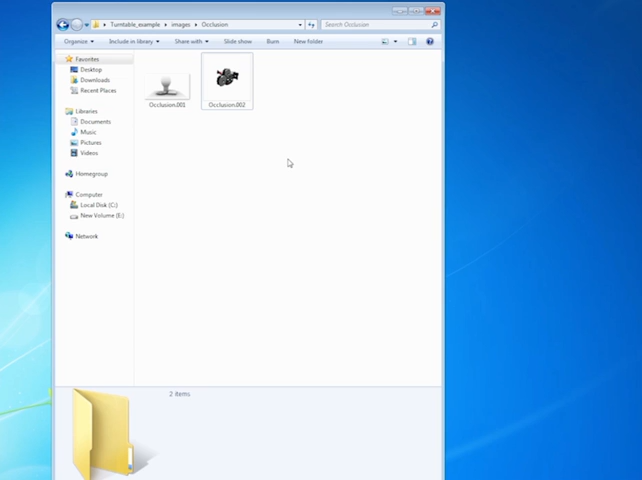 Turntable_example ▸ images ▸ Occlusion
Search Occlusion
Organize Include in library Share with Slide show Burn New folder
Favorites
Desktop
Downloads
Recent Places
Libraries
Documents
Music
Pictures
Videos
Homegroup
Computer
Local Disk (C:)
New Volume (E:)
Network
Occlusion.001
Occlusion.002
2 items